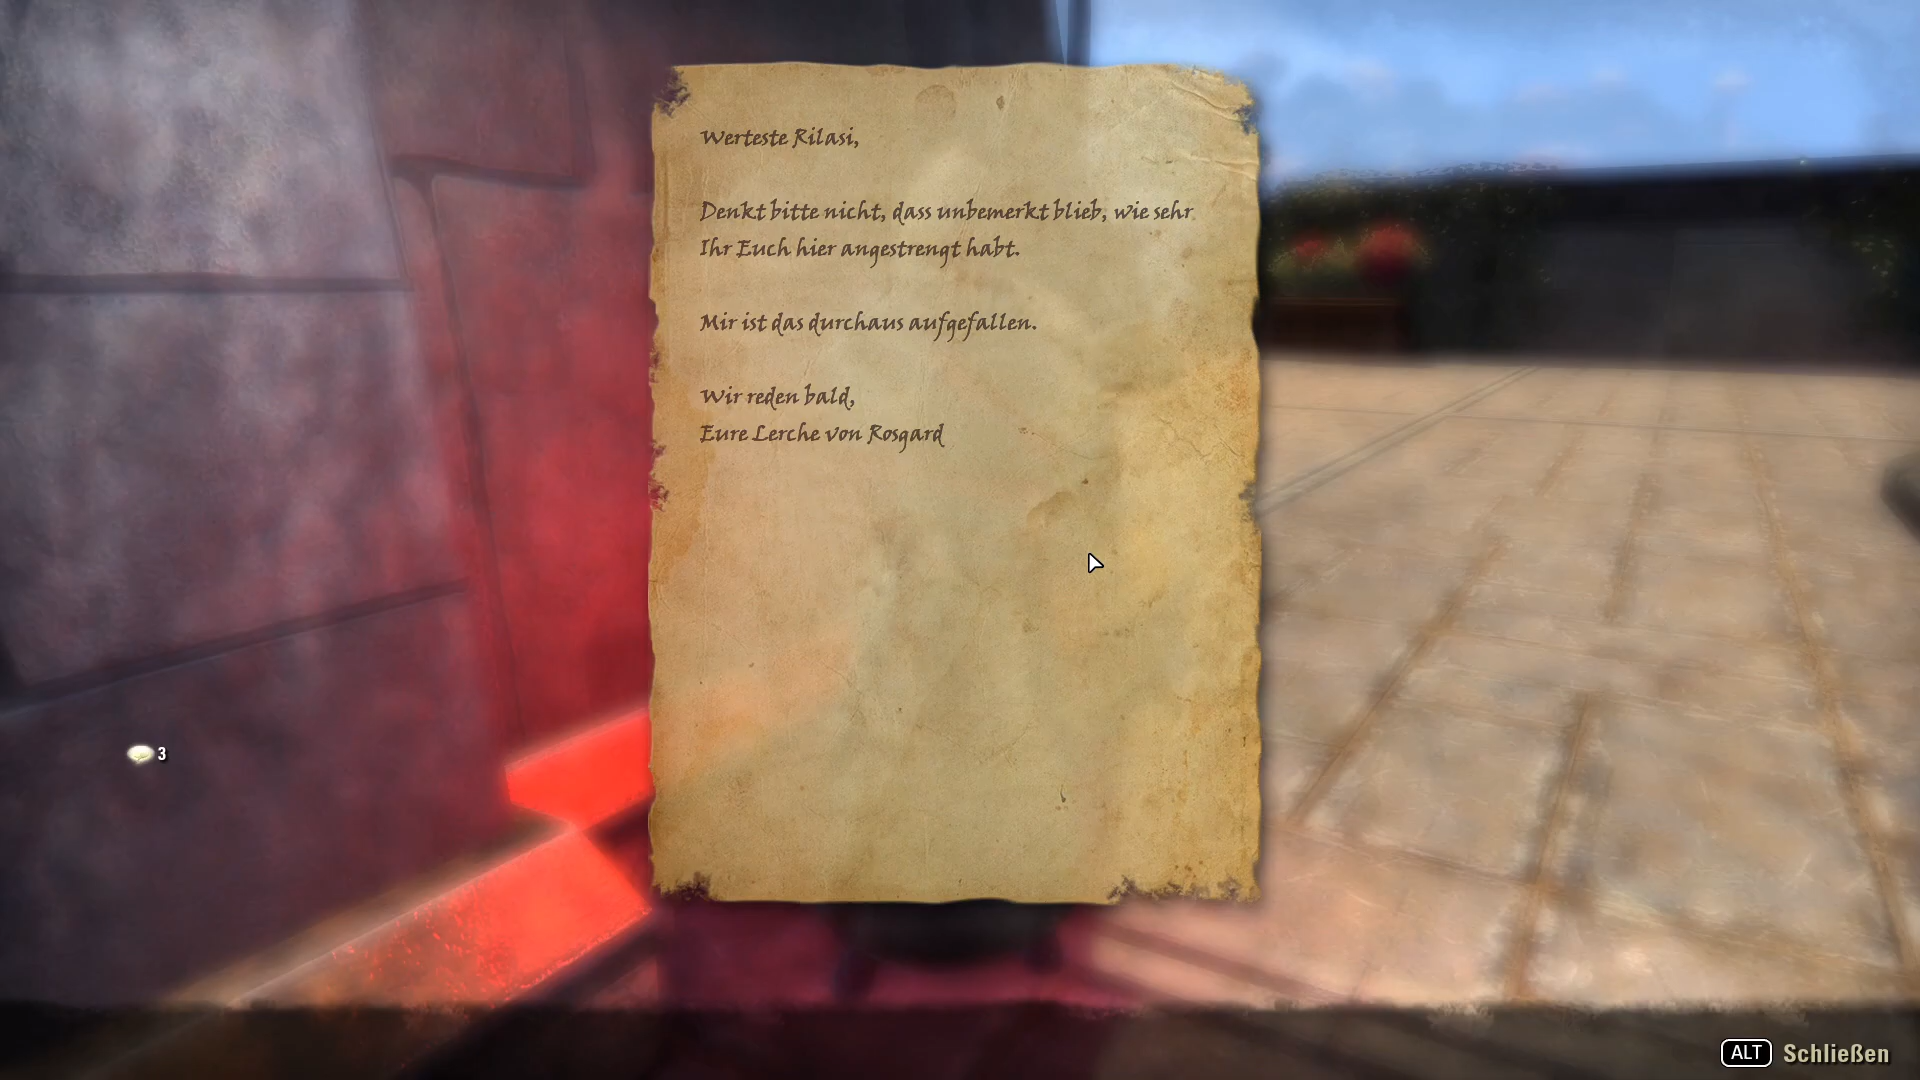 Werteste Rilasi,
Denkt bitte nicht, dass unbemerkt blieb, wie sehr
Ihr Euch hier angestrengt habt.
Mir ist das durchaus aufgefallen.
Wir reden bald,
Eure Lerche von Rosgard
3
ALT Schließen